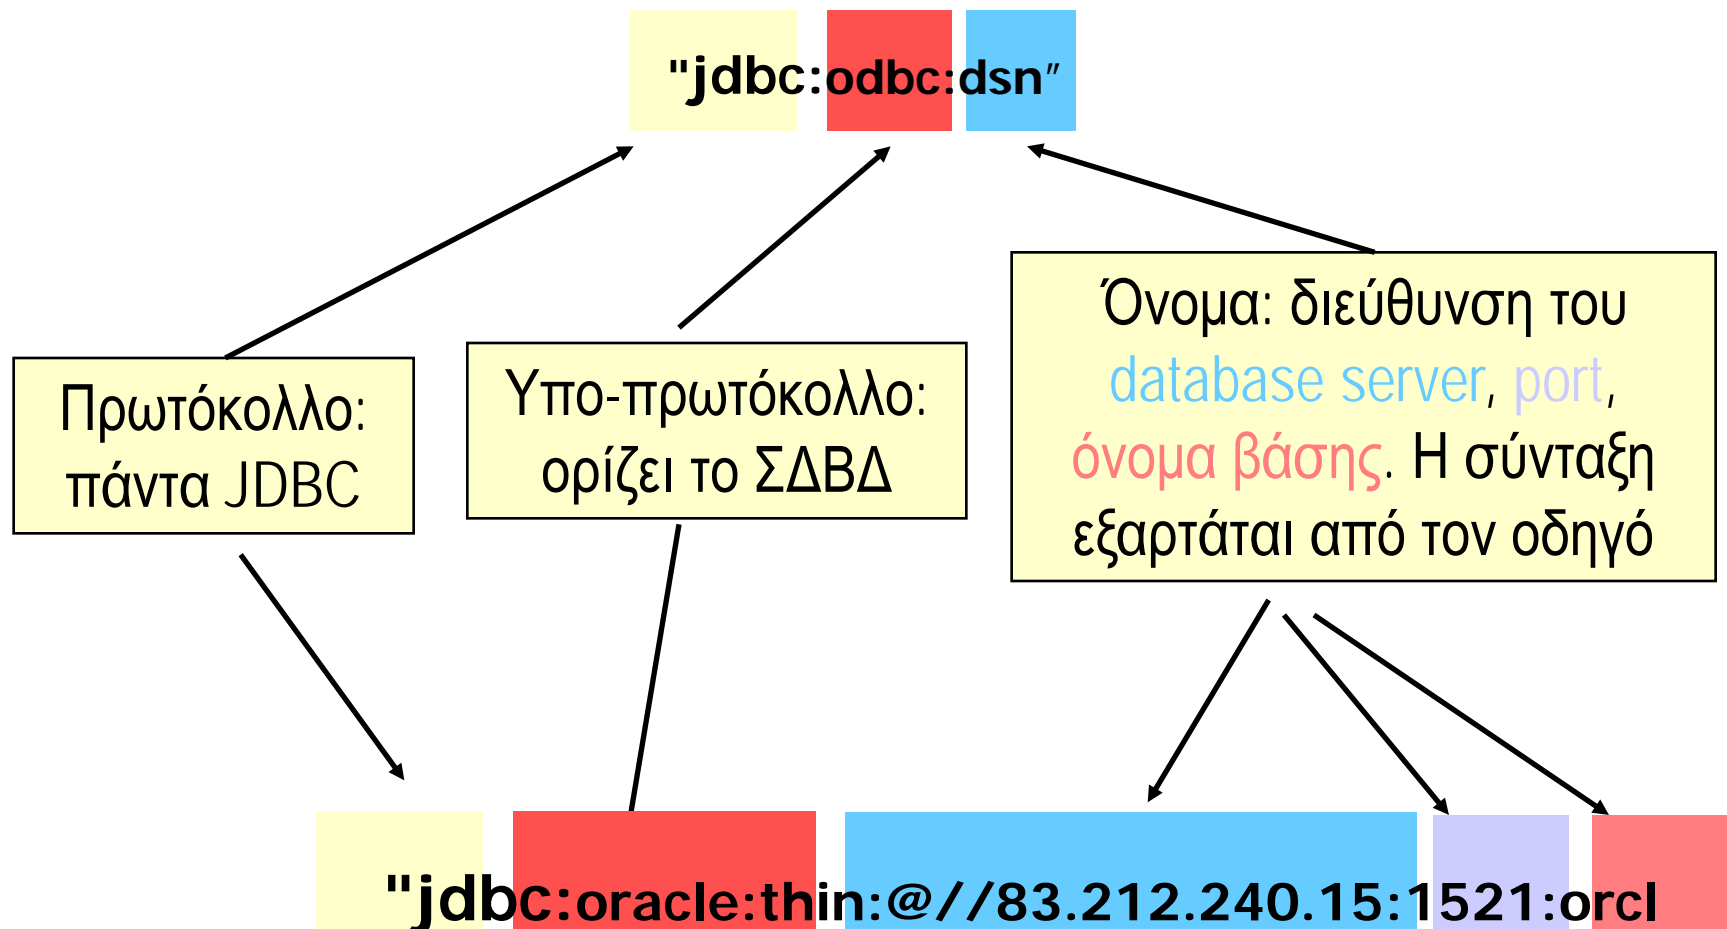 "jdbc:odbc:dsn”
Πρωτόκολλο:
πάντα JDBC
Υπο-πρωτόκολλο:
ορίζει το ΣΔΒΔ
Όνομα: διεύθυνση του
database server, port,
όνομα βάσης. Η σύνταξη
εξαρτάται από τον οδηγό
"jdbc:oracle:thin:@//83.212.240.15:1521:orcl